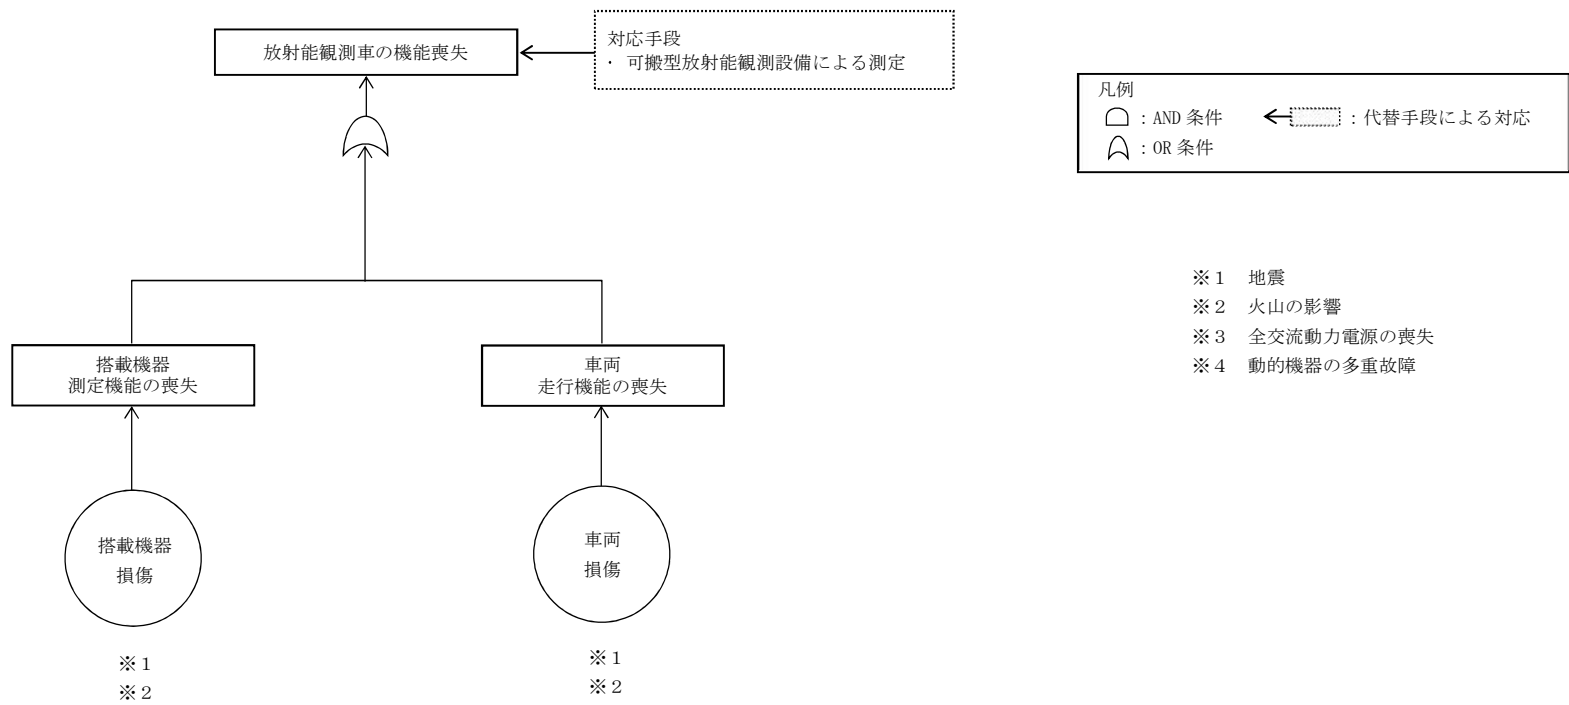 放射能観測車の機能喪失
対応手段
・ 可搬型放射能観測設備による測定
凡例
：AND 条件
：代替手段による対応
：OR 条件
※１　地震
※２　火山の影響
※３　全交流動力電源の喪失
※４　動的機器の多重故障
搭載機器
測定機能の喪失
車両
走行機能の喪失
搭載機器
損傷
車両
損傷
※１
※２
※１
※２